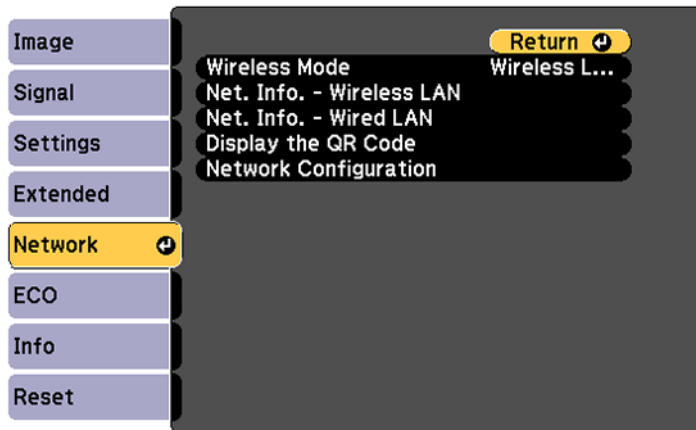 Image
Signal
Settings
Extended
Network
ECO
Info
Reset
Return
Wireless Mode Wireless L...
Net. Info. - Wireless LAN
Net. Info. - Wired LAN
Display the QR Code
Network Configuration